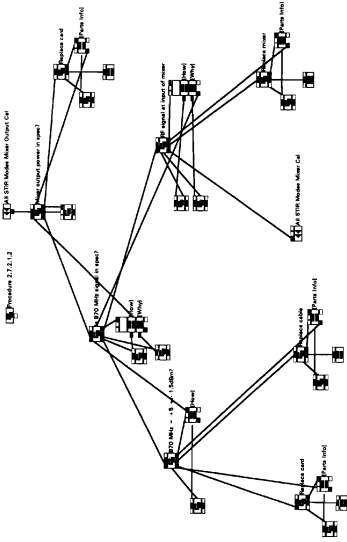 Procedure 2.7.2.1.2
All STIR Modes Mixer Output Cal
Mixer output power in spec?
Replace card
[Parts Info]
870 MHz signal in spec?
[How]
[Why]
RF signal at input of mixer
[How]
[Why]
Replace mixer
[Parts Info]
All STIR Modes Mixer Cal
870 MHz - +5 +/- 1.5dBm?
[How]
Replace cable
[Parts Info]
Replace card
[Parts Info]